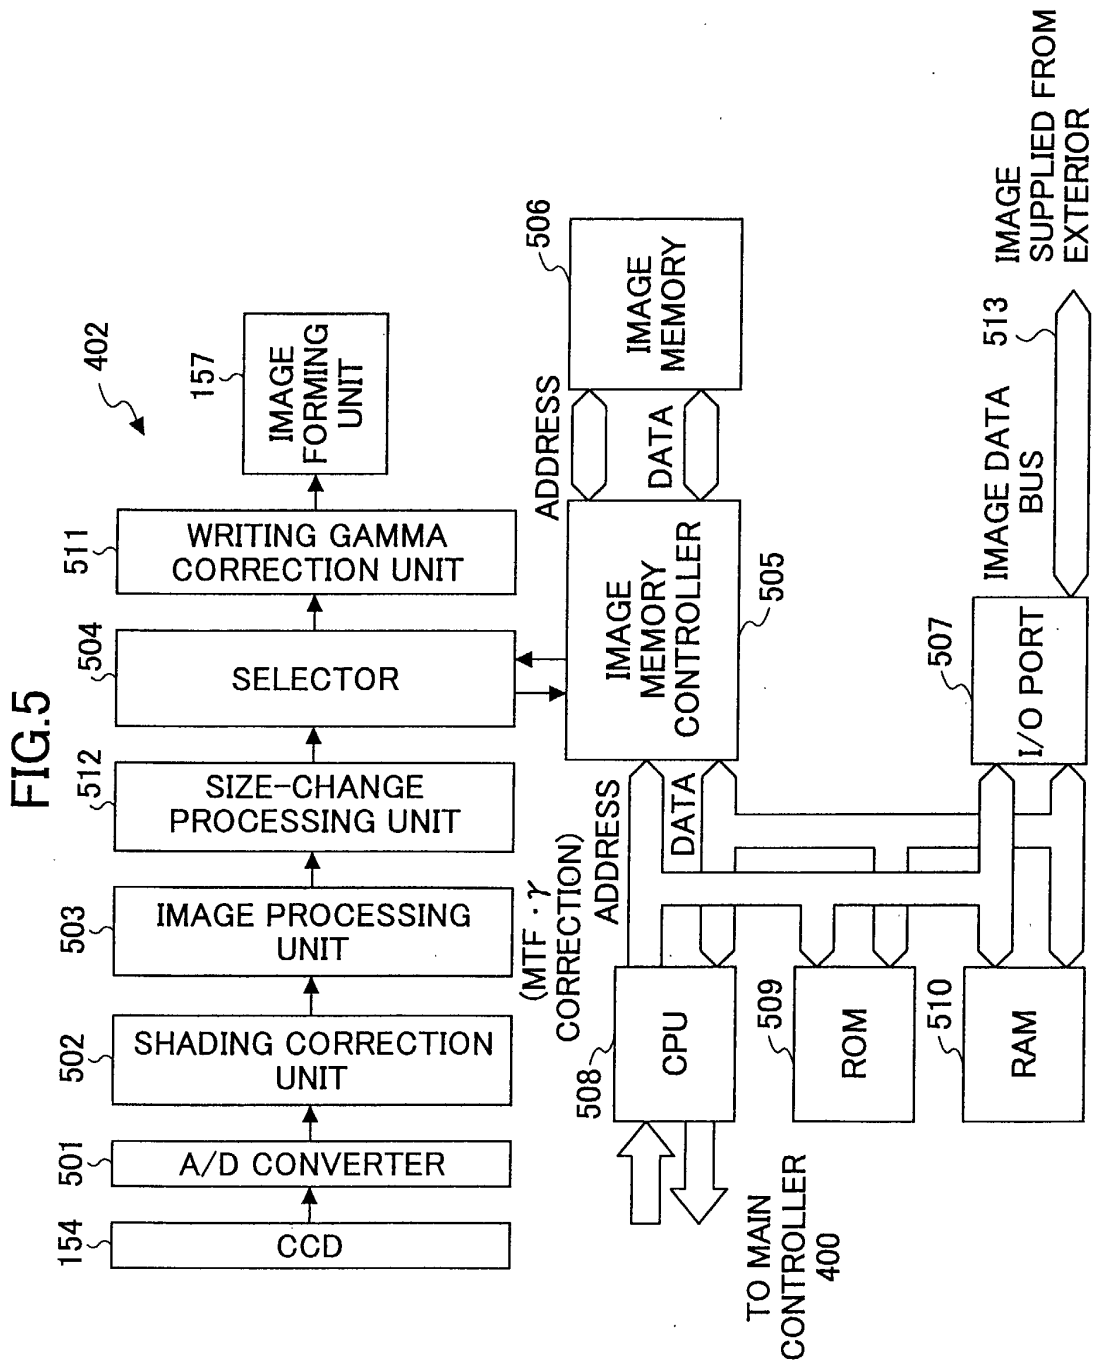 FIG.5
402
154
CCD
501
A/D CONVERTER
502
SHADING CORRECTION
UNIT
503
IMAGE PROCESSING
UNIT
(MTF・γ
CORRECTION)
512
SIZE-CHANGE
PROCESSING UNIT
504
SELECTOR
511
WRITING GAMMA
CORRECTION UNIT
157
IMAGE
FORMING
UNIT
508
CPU
ADDRESS
DATA
IMAGE
MEMORY
CONTROLLER
505
ADDRESS
DATA
506
IMAGE
MEMORY
TO MAIN
CONTROLLER
400
509
ROM
510
RAM
507
I/O PORT
IMAGE DATA
BUS
513
IMAGE
SUPPLIED FROM
EXTERIOR